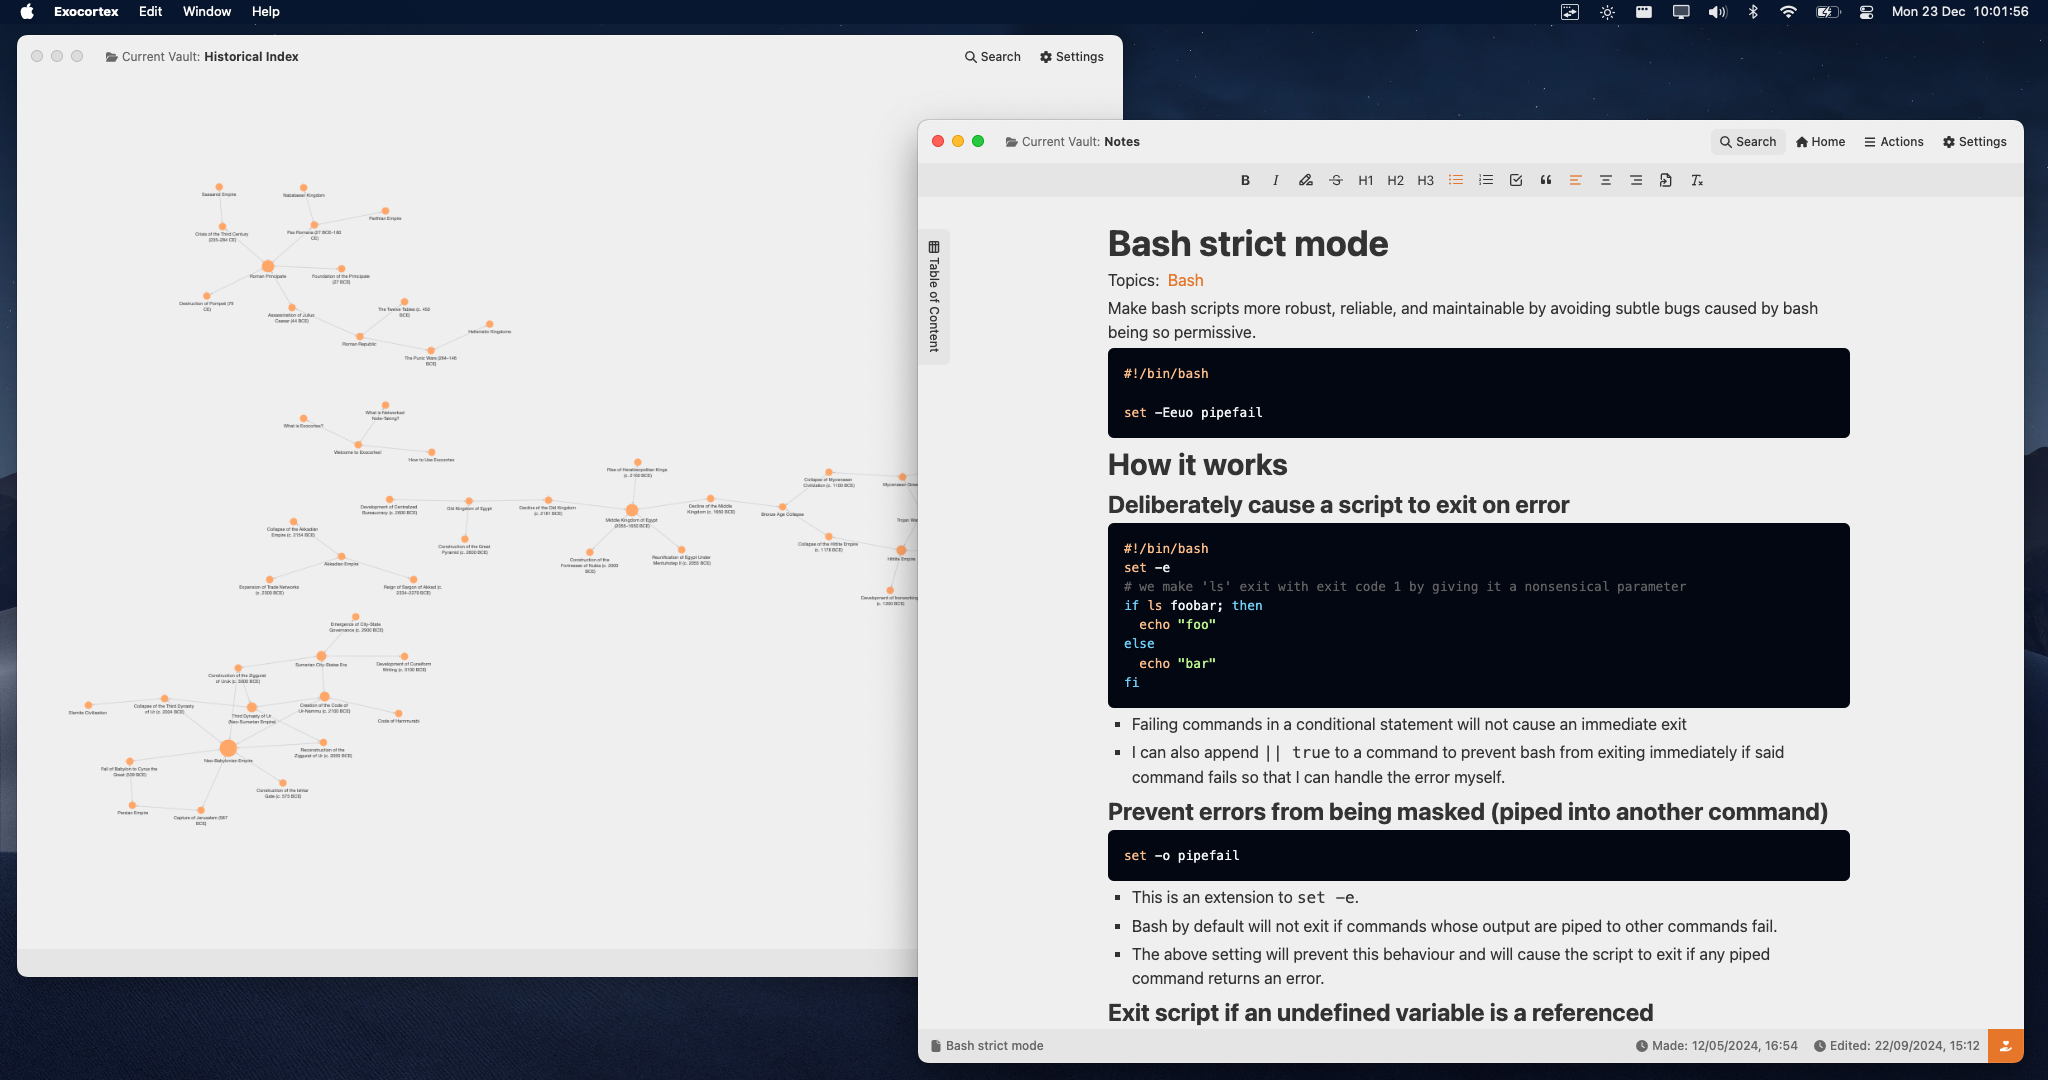 Exocortex Edit Window Help
Mon 23 Dec 10:01:56
Current Vault: Historical Index
Search Settings
Sassanid Empire
Nabataean Kingdom
Parthian Empire
Crisis of the Third Century
(235–284 CE)
Pax Romana (27 BCE–180
CE)
Roman Principate
Foundation of the Principate
(27 BCE)
Destruction of Pompeii (79
CE)
Assassination of Julius
Caesar (44 BCE)
The Twelve Tables (c. 450
BCE)
Hellenistic Kingdoms
Roman Republic
The Punic Wars (264–146
BCE)
What is Networked
Note-Taking?
What is Exocortex?
Welcome to Exocortex!
How to Use Exocortex
Rise of Heracleopolitan Kings
(c. 2160 BCE)
Collapse of Mycenaean
Civilization (c. 1100 BCE)
Development of Centralized
Bureaucracy (c. 2600 BCE)
Old Kingdom of Egypt
Decline of the Old Kingdom
(c. 2181 BCE)
Middle Kingdom of Egypt
(2055–1650 BCE)
Decline of the Middle
Kingdom (c. 1650 BCE)
Bronze Age Collapse
Collapse of the Akkadian
Empire (c. 2154 BCE)
Construction of the Great
Pyramid (c. 2600 BCE)
Construction of the
Fortresses of Nubia (c. 2000
BCE)
Reunification of Egypt Under
Mentuhotep II (c. 2055 BCE)
Collapse of the Hittite Empire
(c. 1178 BCE)
Hittite Empire
Akkadian Empire
Expansion of Trade Networks
(c. 2300 BCE)
Reign of Sargon of Akkad (c.
2334–2279 BCE)
Development of Ironworking
(c. 1200 BCE)
Emergence of City-State
Governance (c. 2900 BCE)
Sumerian City-States Era
Development of Cuneiform
Writing (c. 3100 BCE)
Construction of the Ziggurat
of Uruk (c. 3000 BCE)
Elamite Civilisation
Collapse of the Third Dynasty
of Ur (c. 2004 BCE)
Third Dynasty of Ur
(Neo-Sumerian Empire)
Creation of the Code of
Ur-Nammu (c. 2100 BCE)
Code of Hammurabi
Reconstruction of the
Ziggurat of Ur (c. 2050 BCE)
Neo-Babylonian Empire
Fall of Babylon to Cyrus the
Great (539 BCE)
Construction of the Ishtar
Gate (c. 575 BCE)
Persian Empire
Capture of Jerusalem (587
BCE)
Current Vault: Notes
Search Home Actions Settings
B I S H1 H2 H3
Table of Content
Bash strict mode
Topics: Bash
Make bash scripts more robust, reliable, and maintainable by avoiding subtle bugs caused by bash
being so permissive.
#!/bin/bash
set -Eeuo pipefail
How it works
Deliberately cause a script to exit on error
#!/bin/bash
set -e
# we make 'ls' exit with exit code 1 by giving it a nonsensical parameter
if ls foobar; then
echo "foo"
else
echo "bar"
fi
Failing commands in a conditional statement will not cause an immediate exit
I can also append || true to a command to prevent bash from exiting immediately if said
command fails so that I can handle the error myself.
Prevent errors from being masked (piped into another command)
set -o pipefail
This is an extension to set -e.
Bash by default will not exit if commands whose output are piped to other commands fail.
The above setting will prevent this behaviour and will cause the script to exit if any piped
command returns an error.
Exit script if an undefined variable is a referenced
Bash strict mode
Made: 12/05/2024, 16:54 Edited: 22/09/2024, 15:12